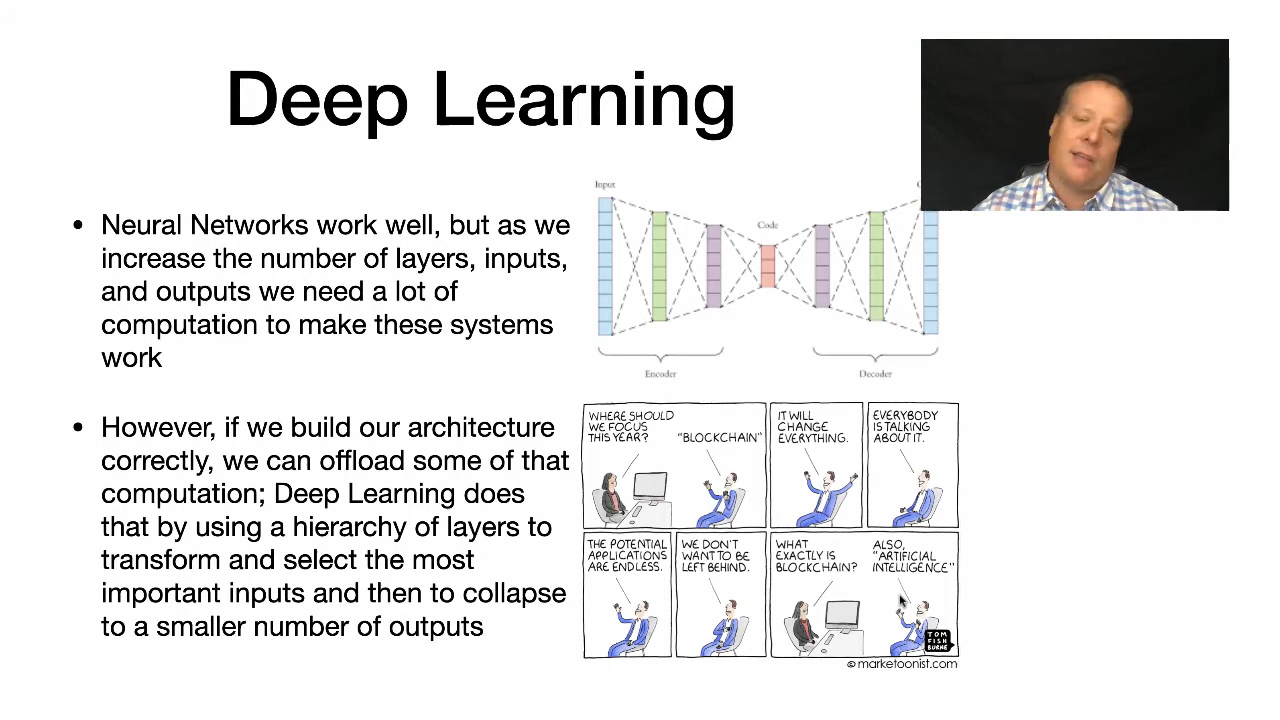 Deep Learning
• Neural Networks work well, but as we
increase the number of layers, inputs,
and outputs we need a lot of
computation to make these systems
work
• However, if we build our architecture
correctly, we can offload some of that
computation; Deep Learning does
that by using a hierarchy of layers to
transform and select the most
important inputs and then to collapse
to a smaller number of outputs
Input
Code
Encoder
Decoder
WHERE SHOULD
WE FOCUS
THIS YEAR?
"BLOCKCHAIN"
IT WILL
CHANGE
EVERYTHING.
EVERYBODY
IS TALKING
ABOUT IT.
THE POTENTIAL
APPLICATIONS
ARE ENDLESS.
WE DON'T
WANT TO BE
LEFT BEHIND.
WHAT
EXACTLY IS
BLOCKCHAIN?
ALSO,
"ARTIFICIAL
INTELLIGENCE"
TOM
FISH
BURNE
© marketoonist.com